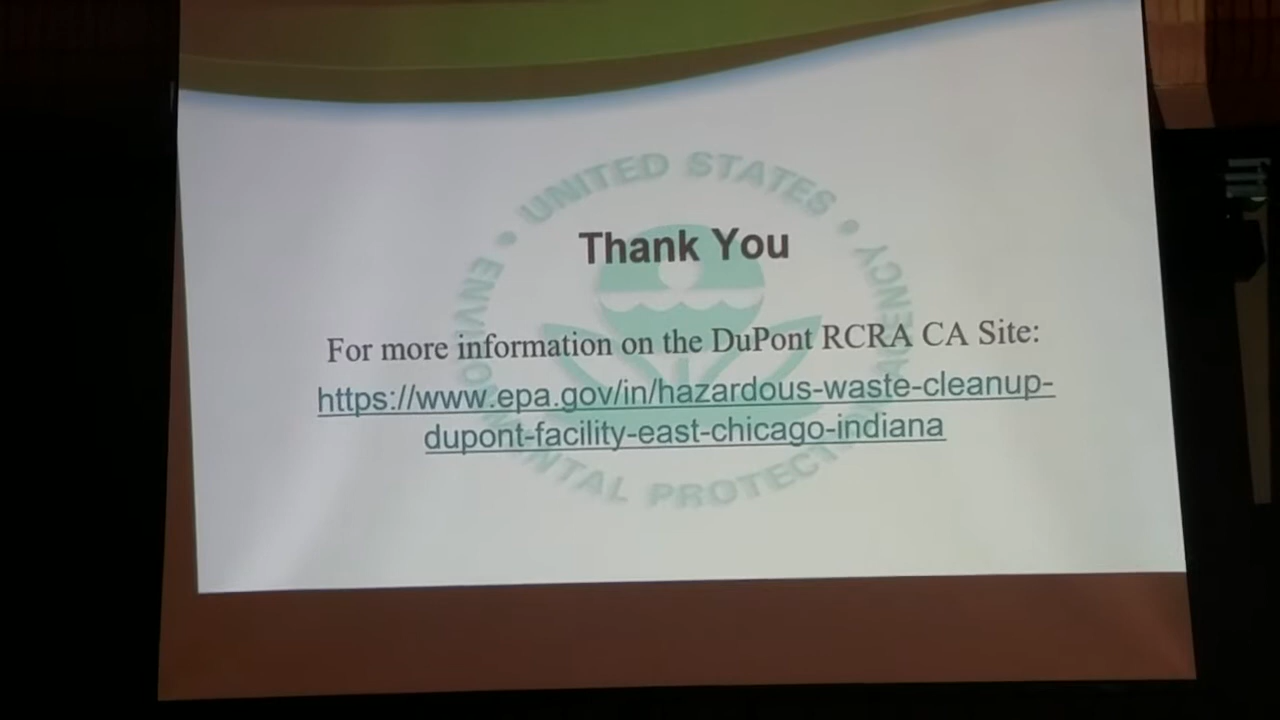 UNITED STATES
ENVIRONMENTAL PROTECTION AGENCY
Thank You
For more information on the DuPont RCRA CA Site:
https://www.epa.gov/in/hazardous-waste-cleanup-
dupont-facility-east-chicago-indiana